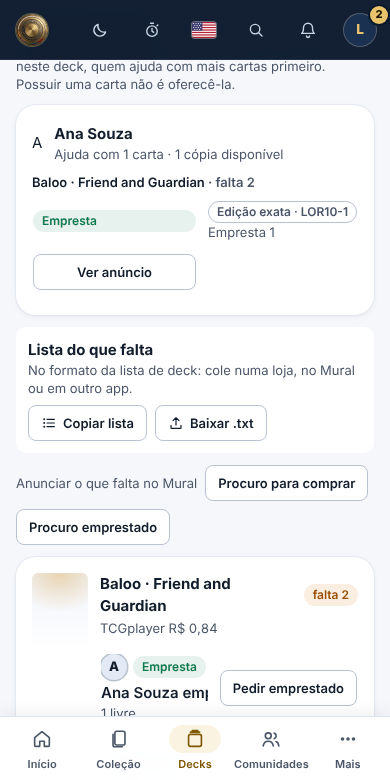 2
L
neste deck, quem ajuda com mais cartas primeiro.
Possuir uma carta não é oferecê-la.
A
Ana Souza
Ajuda com 1 carta · 1 cópia disponível
Baloo · Friend and Guardian · falta 2
Empresta
Edição exata · LOR10-1
Empresta 1
Ver anúncio
Lista do que falta
No formato da lista de deck: cole numa loja, no Mural
ou em outro app.
Copiar lista
Baixar .txt
Anunciar o que falta no Mural
Procuro para comprar
Procuro emprestado
Baloo · Friend and
Guardian
falta 2
TCGplayer R$ 0,84
A
Empresta
Ana Souza
Pedir emprestado
1 livre
Início
Coleção
Decks
Comunidades
Mais